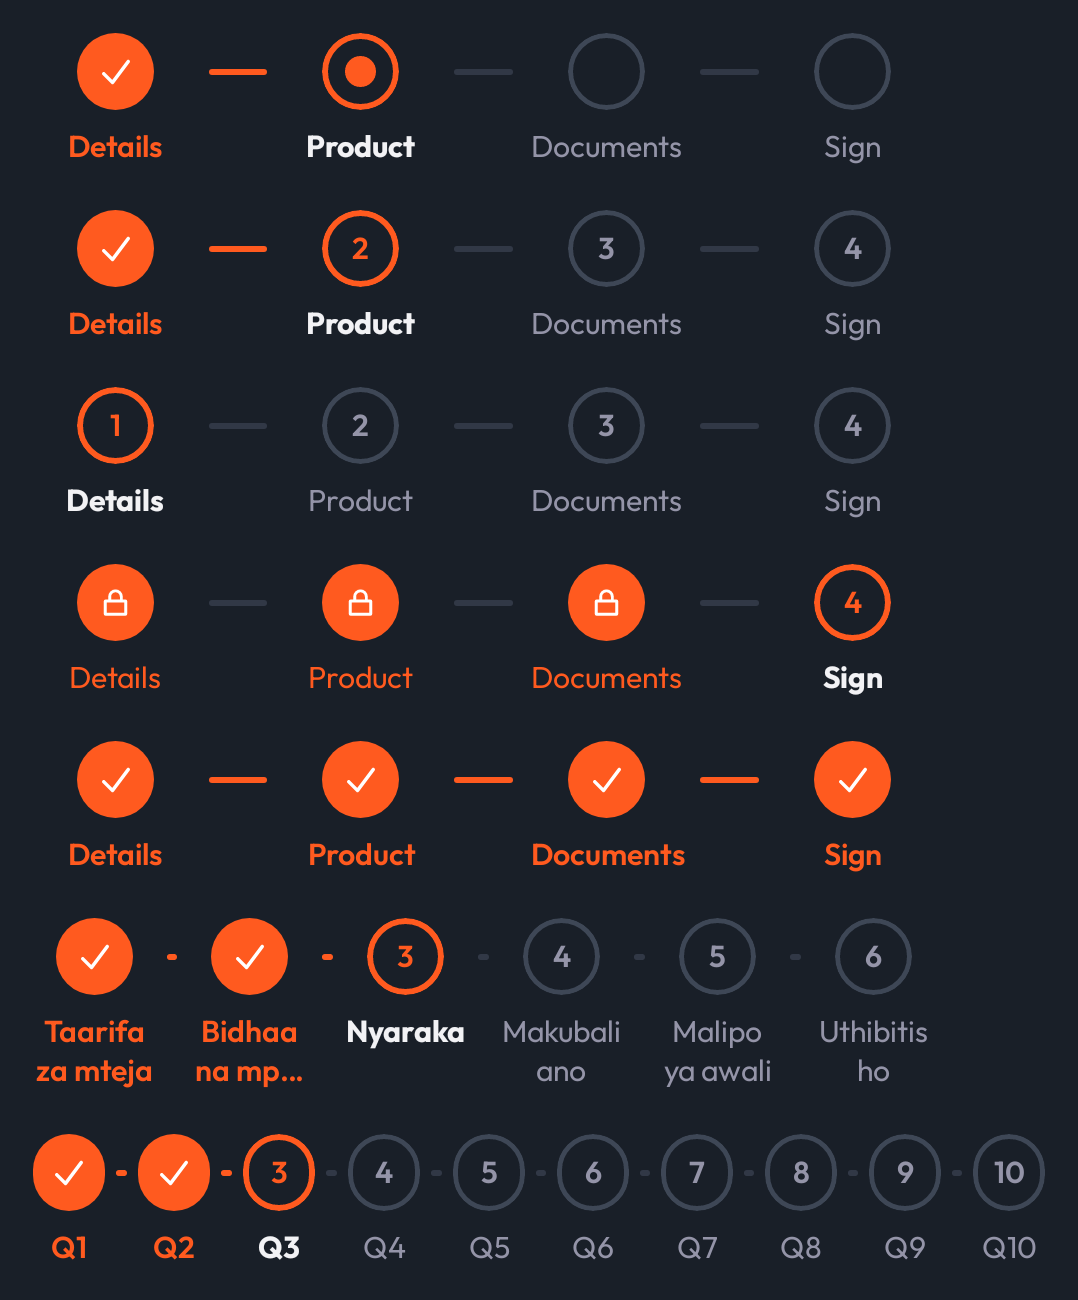 Details Product Documents Sign
2 3 4
Details Product Documents Sign
1 2 3 4
Details Product Documents Sign
4
Details Product Documents Sign
Details Product Documents Sign
3 4 5 6
Taarifa Bidhaa Nyaraka Makubali Malipo Uthibitis
za mteja na mp... ano ya awali ho
3 4 5 6 7 8 9 10
Q1 Q2 Q3 Q4 Q5 Q6 Q7 Q8 Q9 Q10